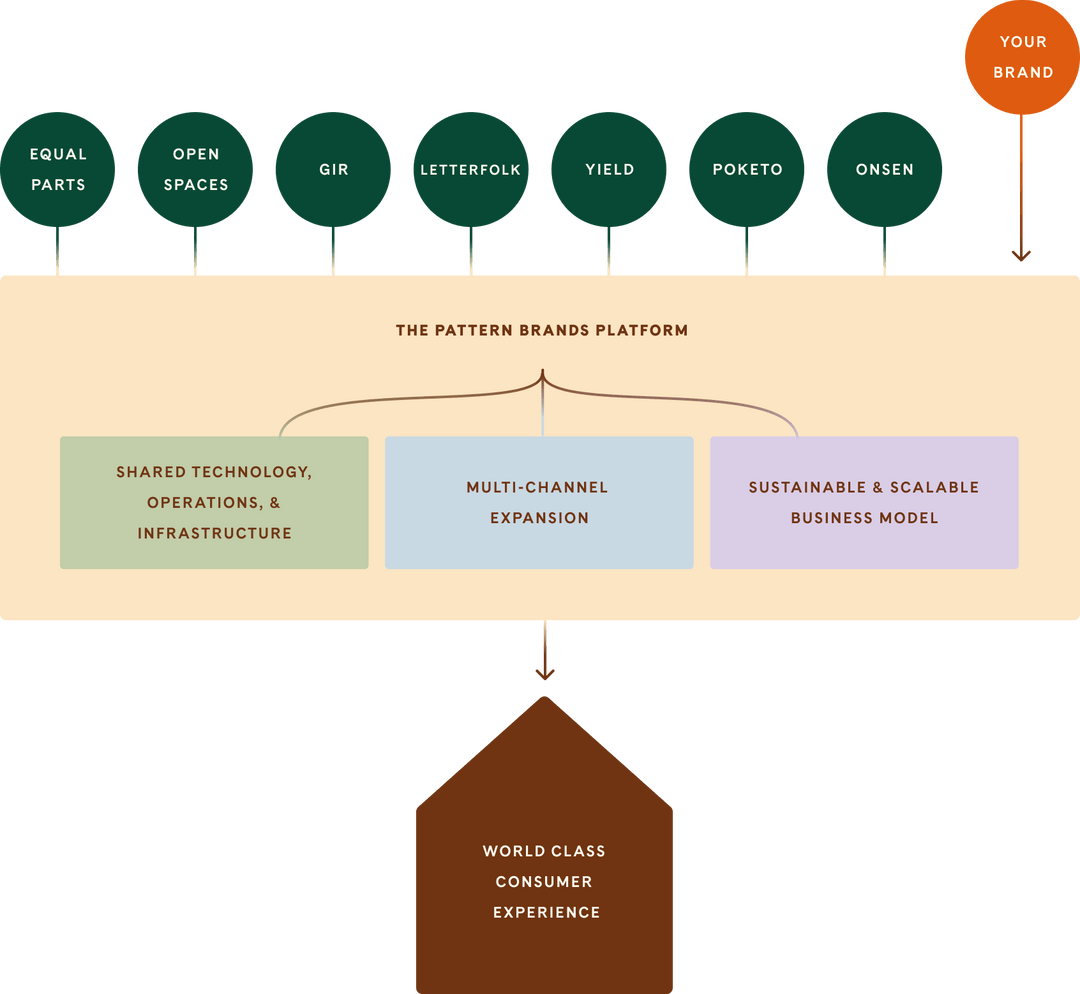 YOUR
BRAND
EQUAL
PARTS
OPEN
SPACES
GIR
LETTERFOLK
YIELD
POKETO
ONSEN
THE PATTERN BRANDS PLATFORM
SHARED TECHNOLOGY,
OPERATIONS, &
INFRASTRUCTURE
MULTI-CHANNEL
EXPANSION
SUSTAINABLE & SCALABLE
BUSINESS MODEL
WORLD CLASS
CONSUMER
EXPERIENCE